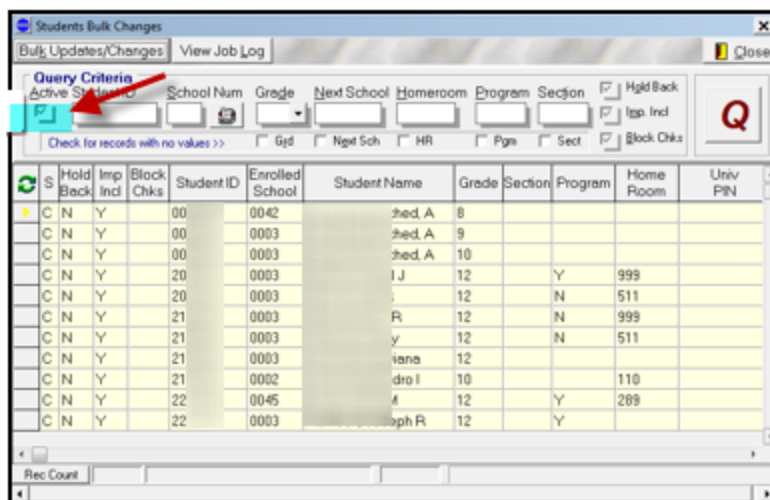 Students Bulk Changes
Bulk Updates/Changes View Job Log Close
Query Criteria
Active Student ID School Num Grade Next School Homeroom Program Section Hold Back
Imp. Incl
Q
Check for records with no values >> Grd Next Sch HR Pgm Sect Block Chks
S Hold Back Imp Incl Block Chks Student ID Enrolled School Student Name Grade Section Program Home Room Univ PIN
C N Y 00 0042 ched, A 8
C N Y 00 0003 ched, A 9
C N Y 00 0003 ched, A 10
C N Y 20 0003 J 12 Y 999
C N Y 20 0003 12 N 511
C N Y 21 0003 R 12 N 999
C N Y 21 0003 y 12 N 511
C N Y 21 0003 iana 12
C N Y 21 0002 dro I 10 110
C N Y 22 0045 12 Y 289
C N Y 22 0003 eph R 12 Y
Rec Count